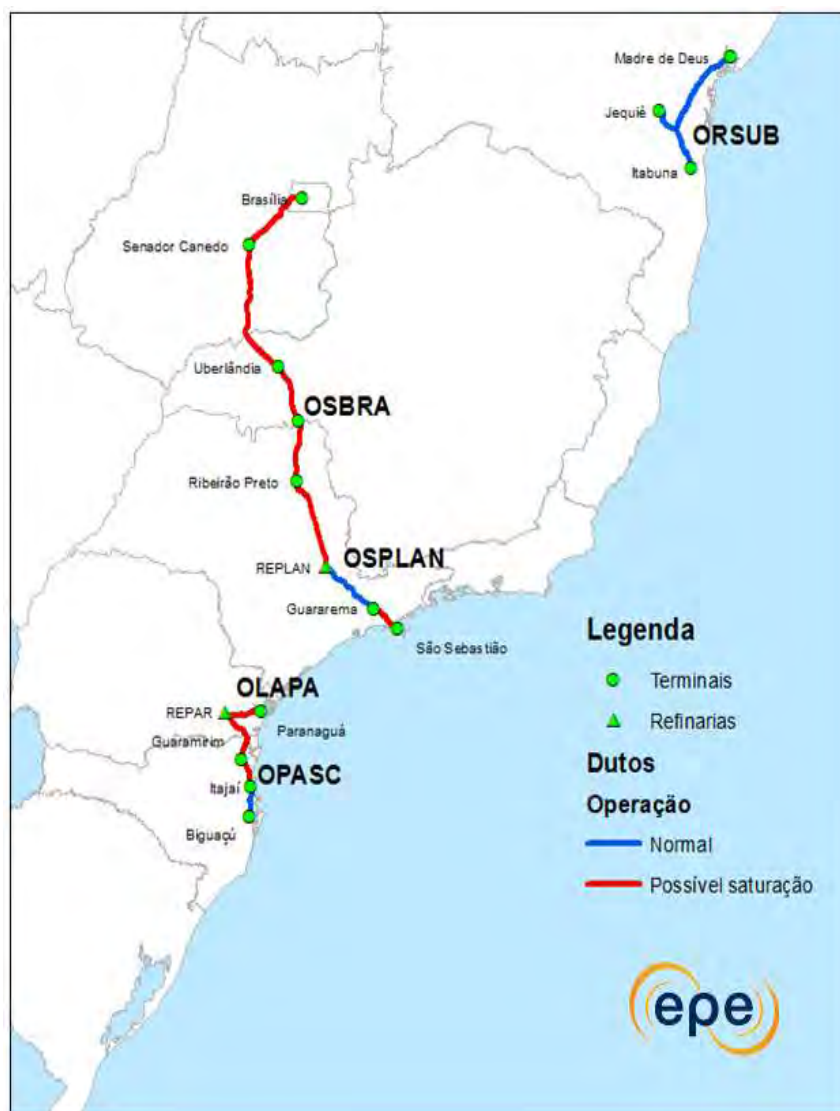 Madre de Deus
Jequié
ORSUB
Itabuna
Brasília
Senador Canedo
Uberlândia
OSBRA
Ribeirão Preto
OSPLAN
REPLAN
Guararema
São Sebastião
OLAPA
REPAR
Paranaguá
Guaramirim
OPASC
Itajaí
Biguaçú
Legenda
Terminais
Refinarias
Dutos
Operação
Normal
Possível saturação
epe